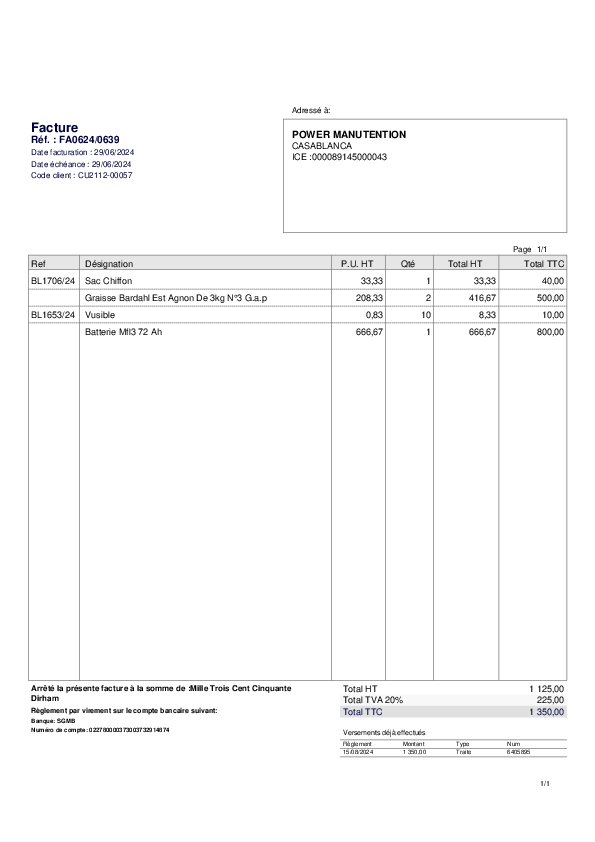 Adressé à:
Facture
Réf. : FA0624/0639
Date facturation : 29/06/2024
Date échéance : 29/06/2024
Code client : CU2112-00057
POWER MANUTENTION
CASABLANCA
ICE :000089145000043
Page 1/1
Ref Désignation P.U. HT Qté Total HT Total TTC
BL1706/24 Sac Chiffon 33,33 1 33,33 40,00
Graisse Bardahl Est Agnon De 3kg N°3 G.a.p 208,33 2 416,67 500,00
BL1653/24 Vusible 0,83 10 8,33 10,00
Batterie Mfl3 72 Ah 666,67 1 666,67 800,00
Arrêté la présente facture à la somme de :Mille Trois Cent Cinquante
Dirham
Règlement par virement sur le compte bancaire suivant:
Banque: SGMB
Numéro de compte: 022780000373003732914874
Total HT 1 125,00
Total TVA 20% 225,00
Total TTC 1 350,00
Versements déjà effectués
Règlement Montant Type Num
15/08/2024 1 350,00 Traite 6405895
1/1